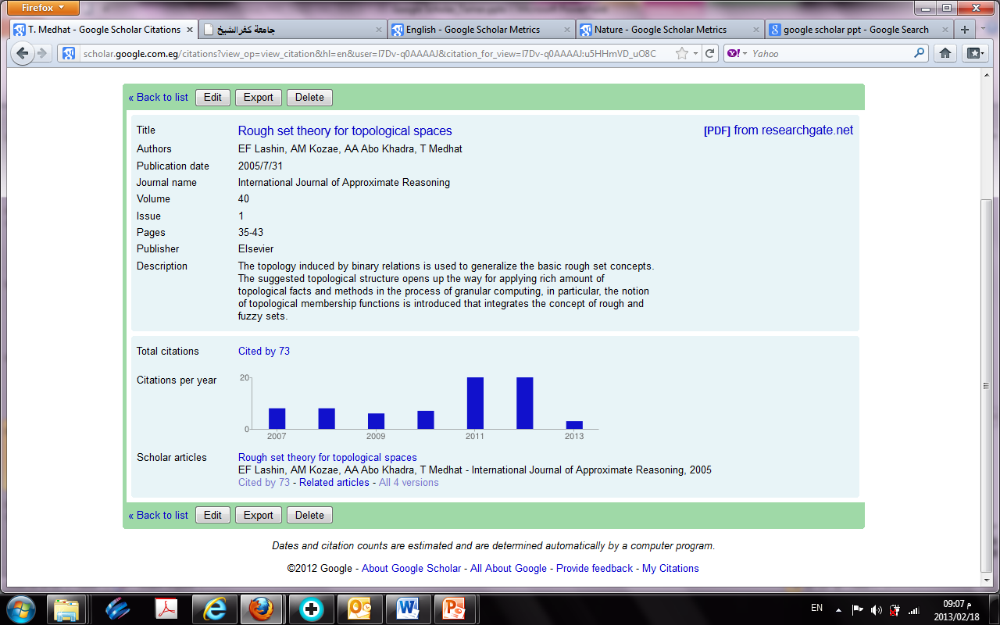 Firefox
T. Medhat - Google Scholar Citations
جامعة كفرالشيخ
English - Google Scholar Metrics
Nature - Google Scholar Metrics
google scholar ppt - Google Search
scholar.google.com.eg/citations?view_op=view_citation&hl=en&user=I7Dv-q0AAAAJ&citation_for_view=I7Dv-q0AAAAJ:u5HHmVD_uO8C
Yahoo
« Back to list Edit Export Delete
Title Rough set theory for topological spaces [PDF] from researchgate.net
Authors EF Lashin, AM Kozae, AA Abo Khadra, T Medhat
Publication date 2005/7/31
Journal name International Journal of Approximate Reasoning
Volume 40
Issue 1
Pages 35-43
Publisher Elsevier
Description The topology induced by binary relations is used to generalize the basic rough set concepts.
The suggested topological structure opens up the way for applying rich amount of
topological facts and methods in the process of granular computing, in particular, the notion
of topological membership functions is introduced that integrates the concept of rough and
fuzzy sets.
Total citations Cited by 73
Citations per year 20
0
2007 2009 2011 2013
Scholar articles Rough set theory for topological spaces
EF Lashin, AM Kozae, AA Abo Khadra, T Medhat - International Journal of Approximate Reasoning, 2005
Cited by 73 - Related articles - All 4 versions
« Back to list Edit Export Delete
Dates and citation counts are estimated and are determined automatically by a computer program.
©2012 Google - About Google Scholar - All About Google - Provide feedback - My Citations
EN
09:07 م
2013/02/18